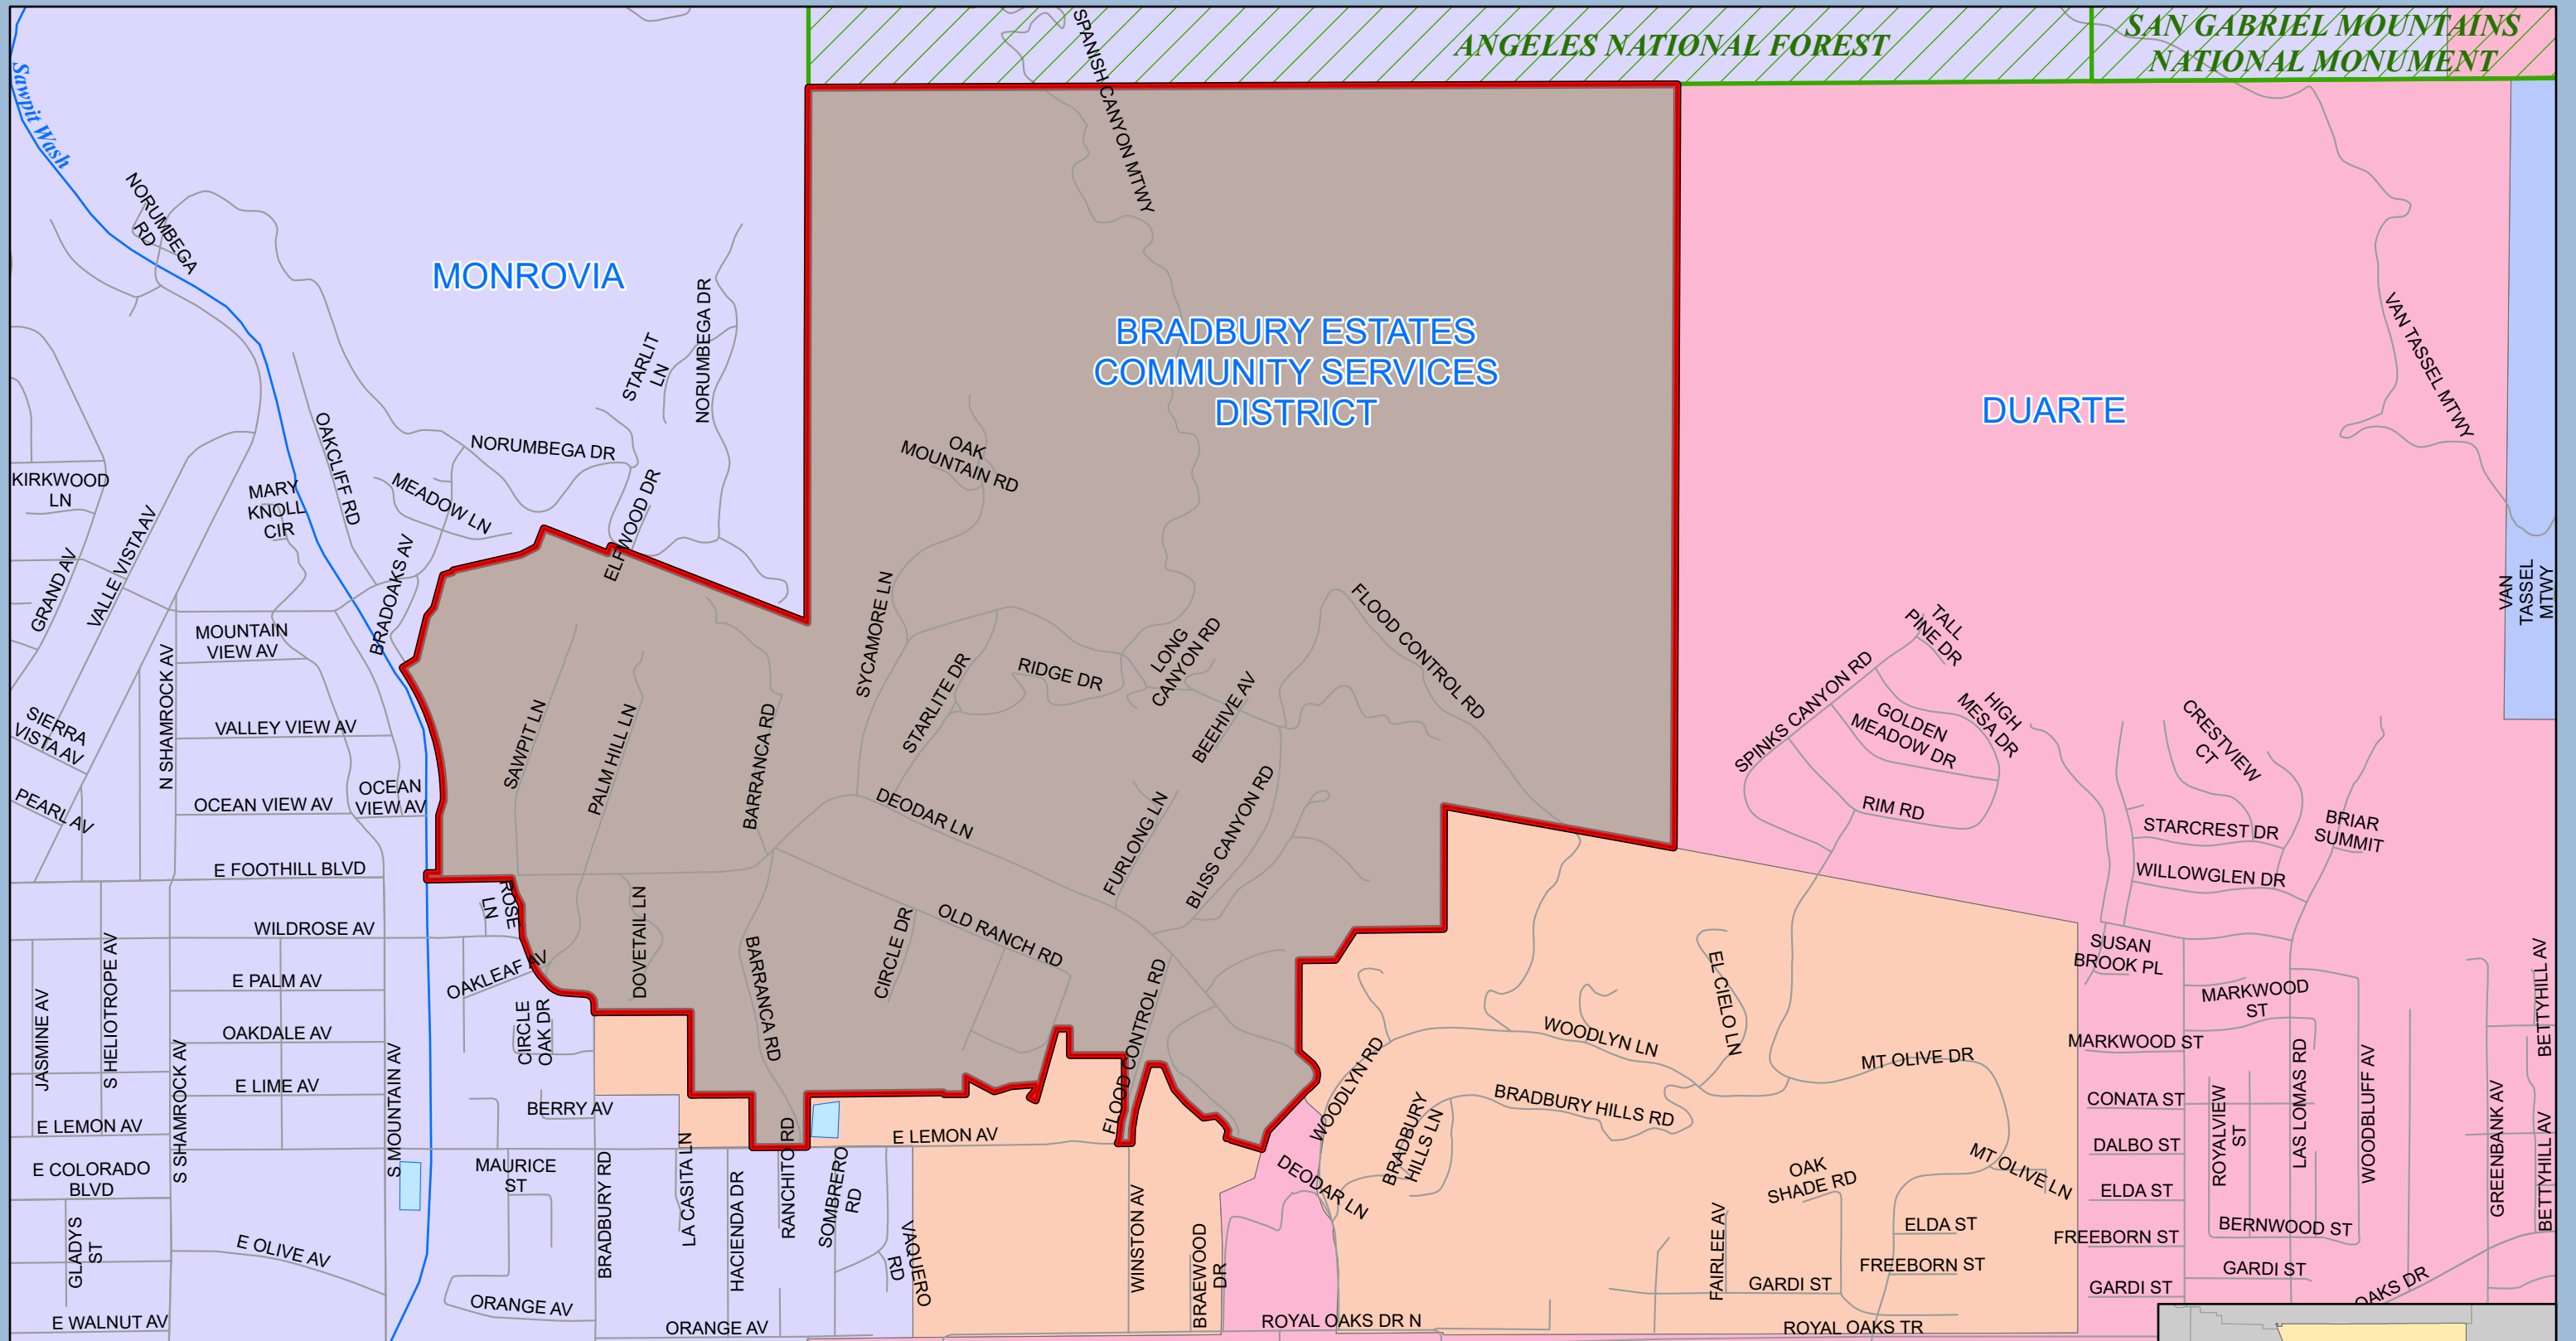 ANGELES NATIONAL FOREST
SAN GABRIEL MOUNTAINS
NATIONAL MONUMENT
SPANISH CANYON MTWY
Sawpit Wash
NORUMBEGA
RD
MONROVIA
NORUMBEGA DR
STARLIT
LN
BRADBURY ESTATES
COMMUNITY SERVICES
DISTRICT
DUARTE
VAN TASSEL MTWY
OAKCLIFF RD
NORUMBEGA DR
OAK
MOUNTAIN RD
KIRKWOOD
LN
MARY
KNOLL
CIR
MEADOW LN
ELFWOOD DR
GRAND AV
VALLE VISTA AV
BRADOAKS AV
VAN
TASSEL
MTWY
SYCAMORE LN
FLOOD CONTROL RD
MOUNTAIN
VIEW AV
LONG
CANYON RD
TALL
PINE DR
N SHAMROCK AV
STARLITE DR
RIDGE DR
BEEHIVE AV
SPINKS CANYON RD
GOLDEN
MEADOW DR
HIGH
MESA DR
CRESTVIEW
CT
SIERRA
VISTA AV
VALLEY VIEW AV
SAWPIT LN
PALM HILL LN
BARRANCA RD
PEARL AV
OCEAN VIEW AV
OCEAN
VIEW AV
DEODAR LN
FURLONG LN
BLISS CANYON RD
RIM RD
STARCREST DR
BRIAR
SUMMIT
E FOOTHILL BLVD
WILLOWGLEN DR
ROSE
LN
DOVETAIL LN
CIRCLE DR
OLD RANCH RD
WILDROSE AV
S HELIOTROPE AV
JASMINE AV
E PALM AV
OAKLEAF AV
BARRANCA RD
FLOOD CONTROL RD
EL CIELO LN
SUSAN
BROOK PL
BETTYHILL AV
MARKWOOD
ST
OAKDALE AV
CIRCLE
OAK DR
WOODLYN LN
WOODLYN RD
MT OLIVE DR
MARKWOOD ST
S SHAMROCK AV
S MOUNTAIN AV
E LIME AV
BERRY AV
BRADBURY HILLS RD
BRADBURY
HILLS LN
CONATA ST
ROYALVIEW
ST
LAS LOMAS RD
WOODBLUFF AV
GREENBANK AV
BETTYHILL AV
E LEMON AV
E LEMON AV
RANCHITO RD
DALBO ST
E COLORADO
BLVD
MAURICE
ST
BRADBURY RD
LA CASITA LN
HACIENDA DR
SOMBRERO
RD
DEODAR LN
OAK
SHADE RD
MT OLIVE LN
ELDA ST
GLADYS
ST
E OLIVE AV
VAQUERO
RD
WINSTON AV
BRAEWOOD
DR
FAIRLEE AV
ELDA ST
FREEBORN ST
BERNWOOD ST
FREEBORN ST
GARDI ST
GARDI ST
GARDI ST
OAKS DR
ORANGE AV
E WALNUT AV
ORANGE AV
ROYAL OAKS DR N
ROYAL OAKS TR